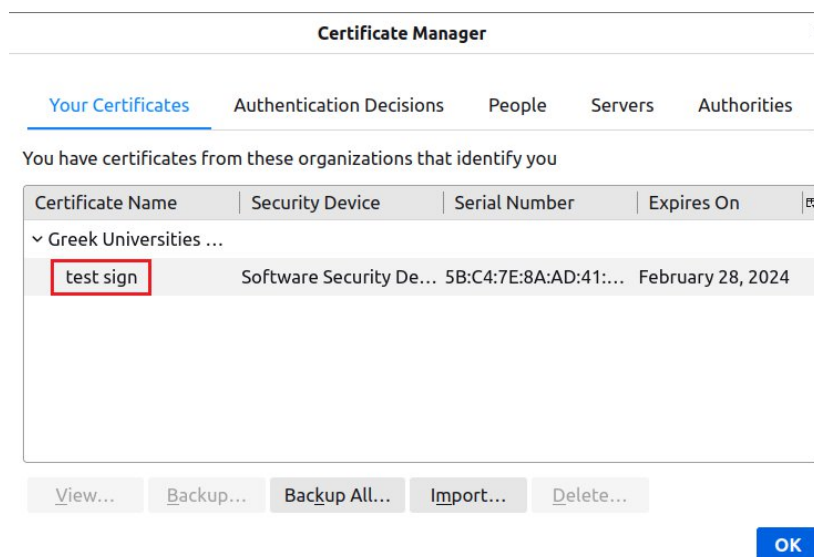 Certificate Manager
Your Certificates Authentication Decisions People Servers Authorities
You have certificates from these organizations that identify you
Certificate Name Security Device Serial Number Expires On
Greek Universities …
test sign Software Security De… 5B:C4:7E:8A:AD:41:… February 28, 2024
View… Backup… Backup All… Import… Delete…
OK